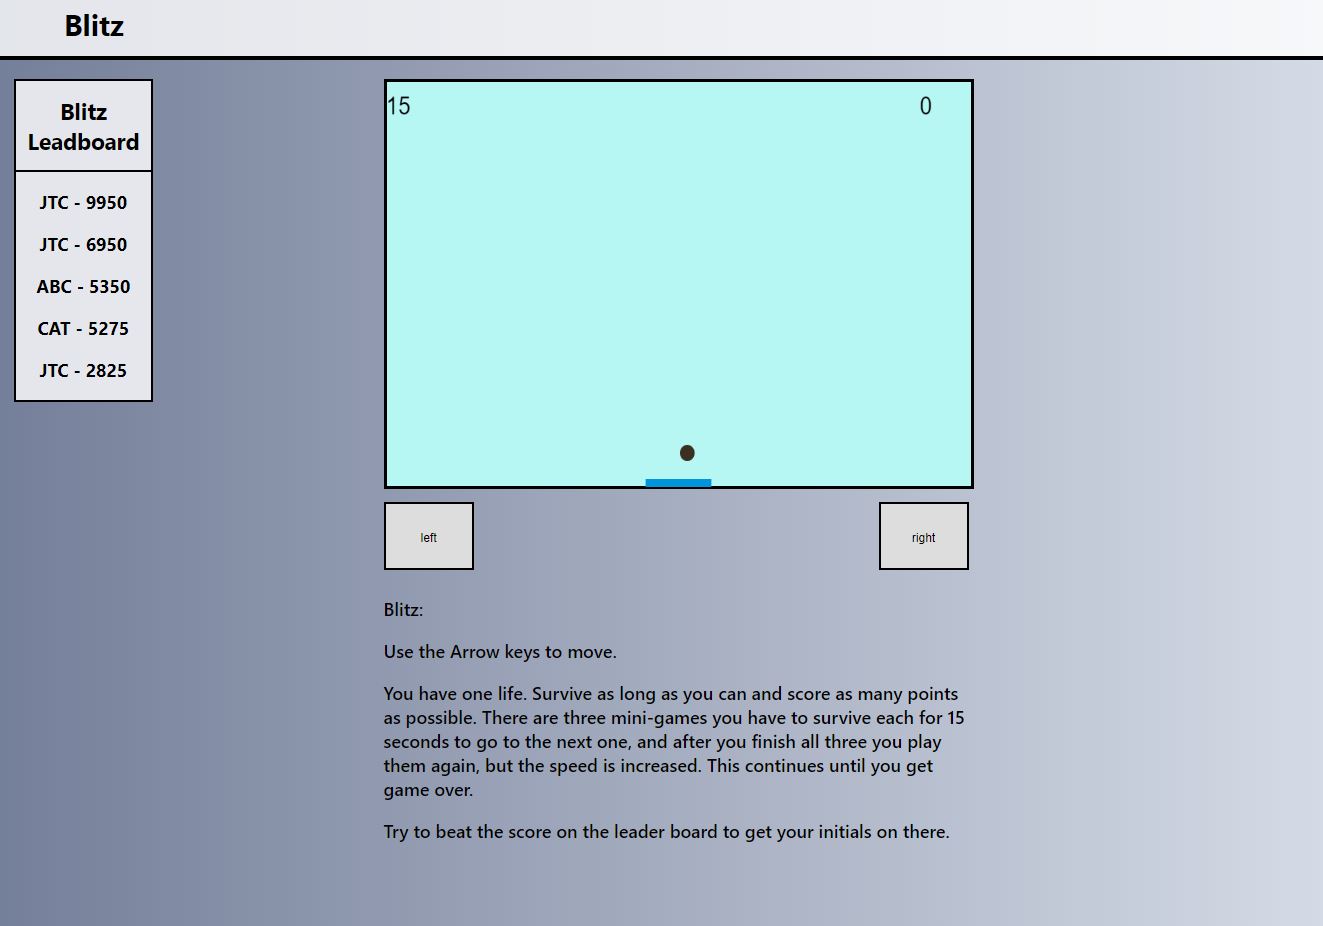 Blitz
Blitz
Leadboard
JTC - 9950
JTC - 6950
ABC - 5350
CAT - 5275
JTC - 2825
15
0
left
right
Blitz:
Use the Arrow keys to move.
You have one life. Survive as long as you can and score as many points
as possible. There are three mini-games you have to survive each for 15
seconds to go to the next one, and after you finish all three you play
them again, but the speed is increased. This continues until you get
game over.
Try to beat the score on the leader board to get your initials on there.